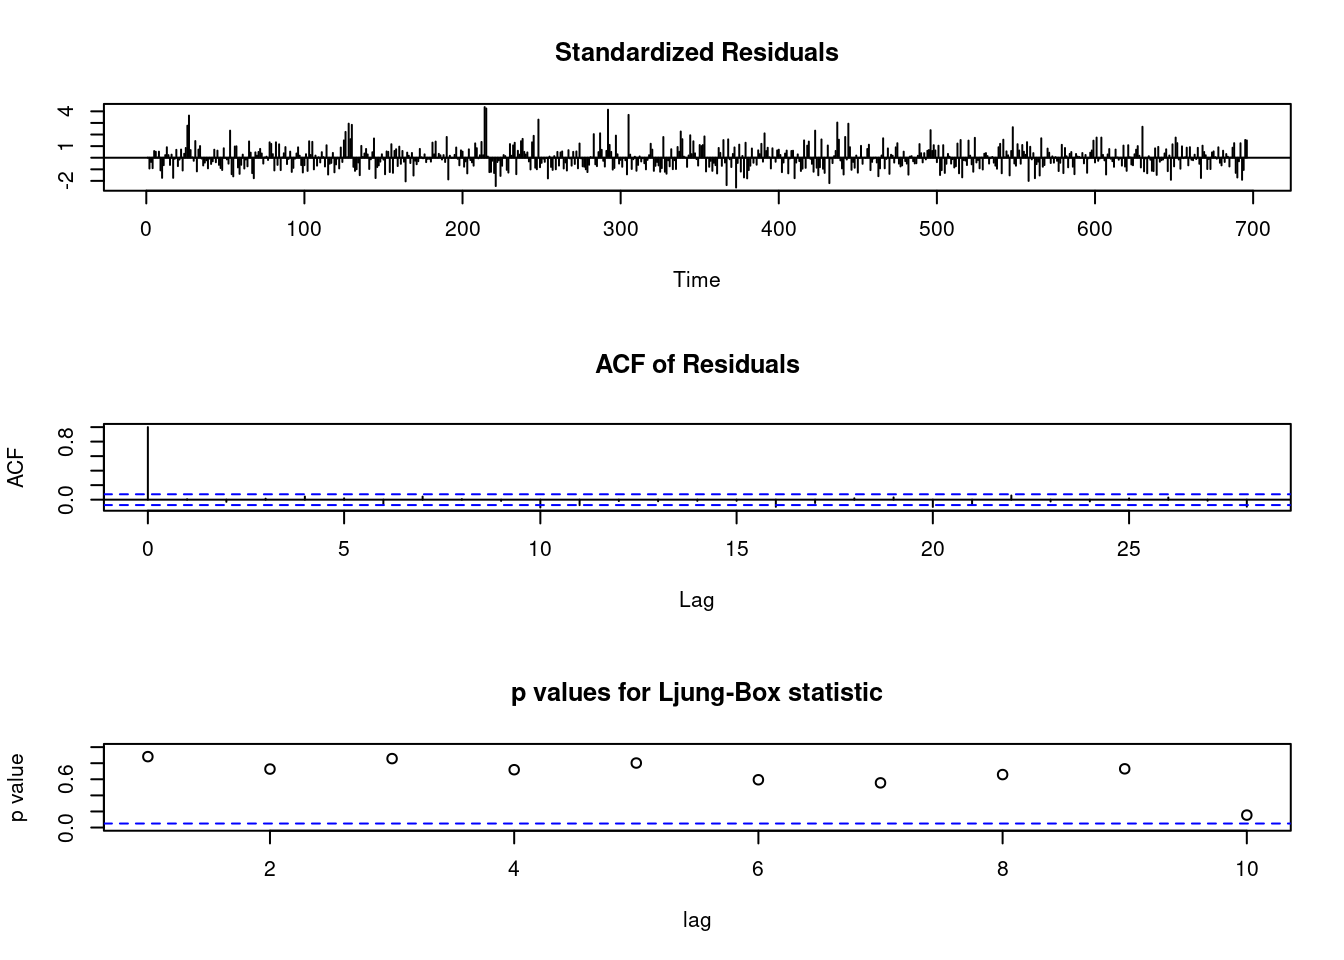 Standardized Residuals
4
1
-2
0 100 200 300 400 500 600 700
Time
ACF of Residuals
ACF
0.8
0.0
0 5 10 15 20 25
Lag
p values for Ljung-Box statistic
p value
0.6
0.0
2 4 6 8 10
lag